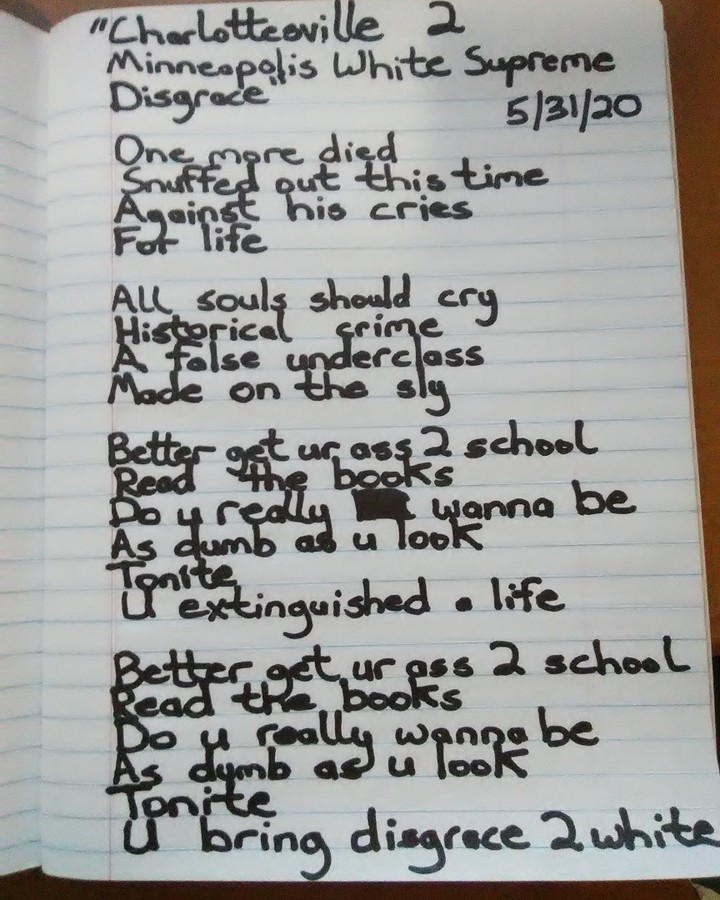 "Charlottesville 2
Minneapolis White Supreme
Disgrace"
5/31/20
One more died
Snuffed out this time
Against his cries
For life
All souls should cry
Historical crime
A false underclass
Made on the sly
Better get ur ass 2 school
Read the books
Do u really wanna be
As dumb as u look
Tonite
U extinguished a life
Better get ur ass 2 school
Read the books
Do u really wanna be
As dumb as u look
Tonite
U bring disgrace 2 white